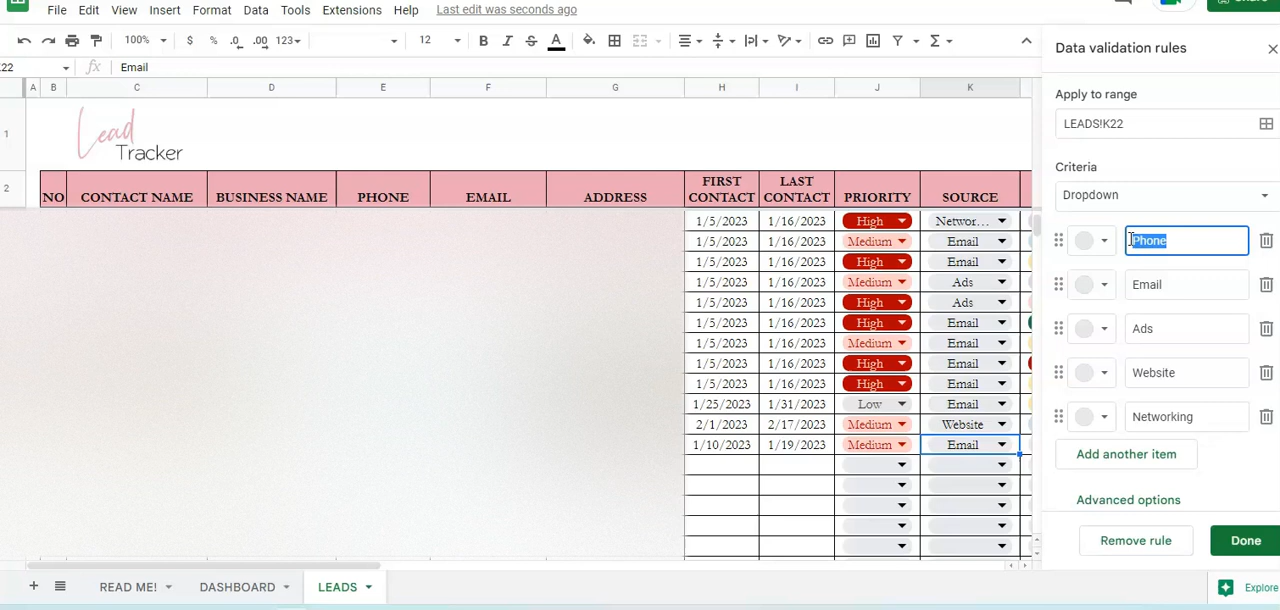 File Edit View Insert Format Data Tools Extensions Help Last edit was seconds ago
100% $ % .0 .00 123 12 B I S A
22 fx Email
Data validation rules
Apply to range
LEADS!K22
Criteria
Dropdown
Phone
Email
Ads
Website
Networking
Add another item
Advanced options
Remove rule Done
A B C D E F G H I J K
1 Lead
Tracker
2 NO CONTACT NAME BUSINESS NAME PHONE EMAIL ADDRESS FIRST CONTACT LAST CONTACT PRIORITY SOURCE
1/5/2023 1/16/2023 High Networ...
1/5/2023 1/16/2023 Medium Email
1/5/2023 1/16/2023 High Email
1/5/2023 1/16/2023 Medium Ads
1/5/2023 1/16/2023 High Ads
1/5/2023 1/16/2023 High Email
1/5/2023 1/16/2023 Medium Email
1/5/2023 1/16/2023 High Email
1/5/2023 1/16/2023 High Email
1/25/2023 1/31/2023 Low Email
2/1/2023 2/17/2023 Medium Website
1/10/2023 1/19/2023 Medium Email
READ ME! DASHBOARD LEADS Explore